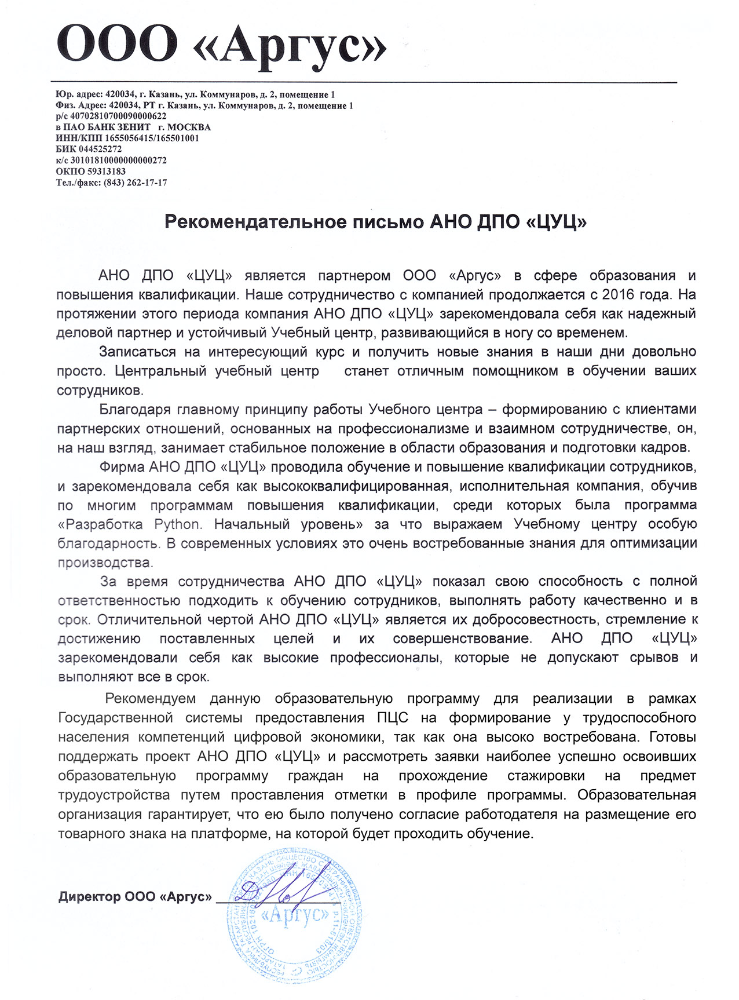 ООО «Аргус»
Юр. адрес: 420034, г. Казань, ул. Коммунаров, д. 2, помещение 1
Физ. Адрес: 420034, РТ г. Казань, ул. Коммунаров, д. 2, помещение 1
р/с 40702810700090000622
в ПАО БАНК ЗЕНИТ г. МОСКВА
ИНН/КПП 1655056415/165501001
БИК 044525272
к/с 30101810000000000272
ОКПО 59313183
Тел./факс: (843) 262-17-17
Рекомендательное письмо АНО ДПО «ЦУЦ»
АНО ДПО «ЦУЦ» является партнером ООО «Аргус» в сфере образования и
повышения квалификации. Наше сотрудничество с компанией продолжается с 2016 года. На
протяжении этого периода компания АНО ДПО «ЦУЦ» зарекомендовала себя как надежный
деловой партнер и устойчивый Учебный центр, развивающийся в ногу со временем.
Записаться на интересующий курс и получить новые знания в наши дни довольно
просто. Центральный учебный центр станет отличным помощником в обучении ваших
сотрудников.
Благодаря главному принципу работы Учебного центра – формированию с клиентами
партнерских отношений, основанных на профессионализме и взаимном сотрудничестве, он,
на наш взгляд, занимает стабильное положение в области образования и подготовки кадров.
Фирма АНО ДПО «ЦУЦ» проводила обучение и повышение квалификации сотрудников,
и зарекомендовала себя как высококвалифицированная, исполнительная компания, обучив
по многим программам повышения квалификации, среди которых была программа
«Разработка Python. Начальный уровень» за что выражаем Учебному центру особую
благодарность. В современных условиях это очень востребованные знания для оптимизации
производства.
За время сотрудничества АНО ДПО «ЦУЦ» показал свою способность с полной
ответственностью подходить к обучению сотрудников, выполнять работу качественно и в
срок. Отличительной чертой АНО ДПО «ЦУЦ» является их добросовестность, стремление к
достижению поставленных целей и их совершенствование. АНО ДПО «ЦУЦ»
зарекомендовали себя как высокие профессионалы, которые не допускают срывов и
выполняют все в срок.
Рекомендуем данную образовательную программу для реализации в рамках
Государственной системы предоставления ПЦС на формирование у трудоспособного
населения компетенций цифровой экономики, так как она высоко востребована. Готовы
поддержать проект АНО ДПО «ЦУЦ» и рассмотреть заявки наиболее успешно освоивших
образовательную программу граждан на прохождение стажировки на предмет
трудоустройства путем проставления отметки в профиле программы. Образовательная
организация гарантирует, что ею было получено согласие работодателя на размещение его
товарного знака на платформе, на которой будет проходить обучение.
Директор ООО «Аргус»
«Аргус»